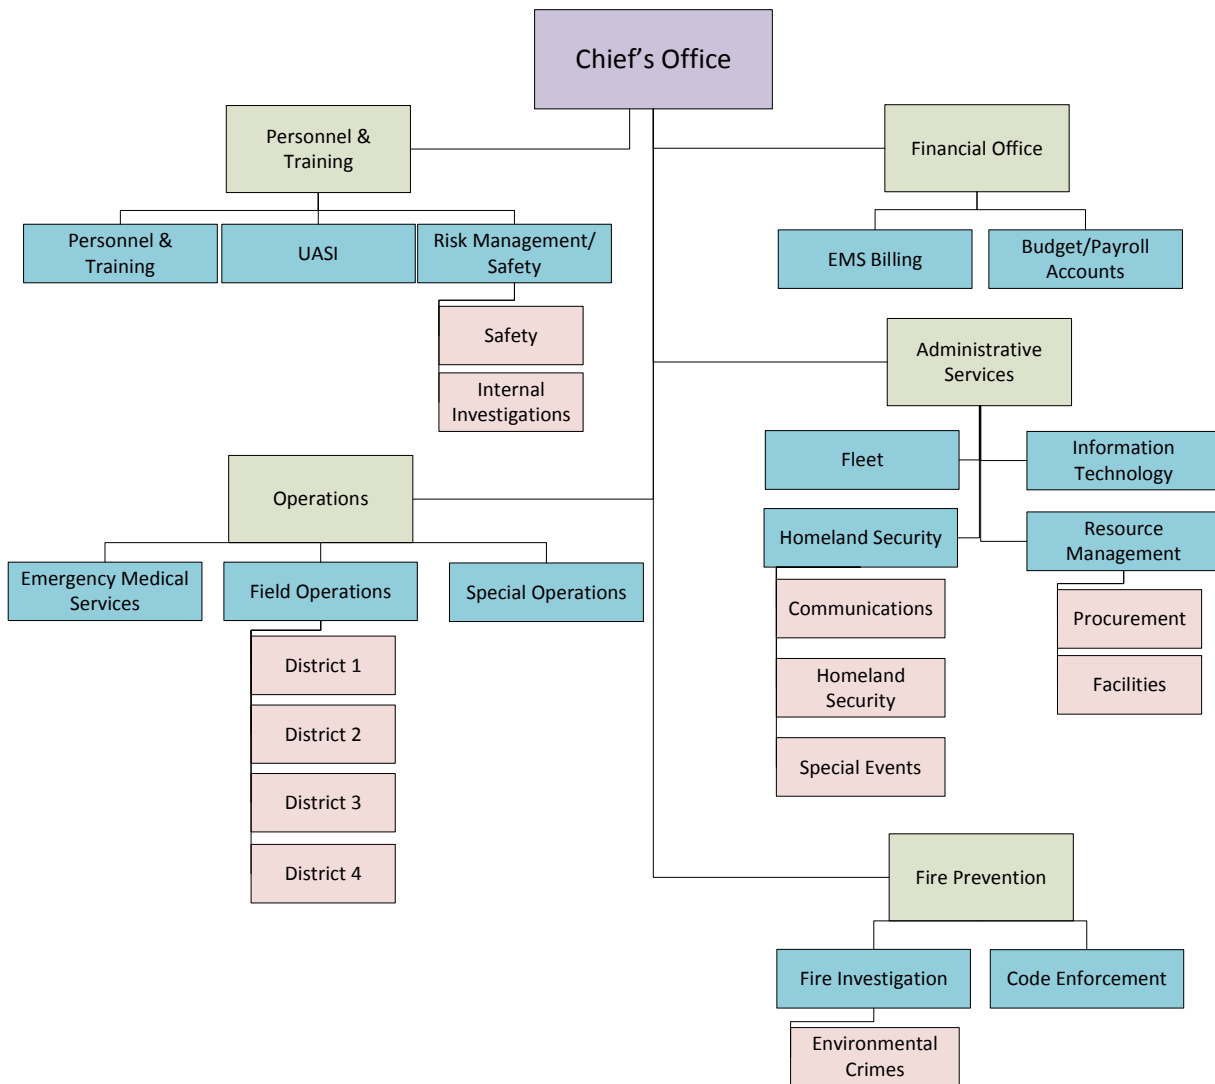 Chief's Office
Personnel &
Training
Financial Office
Personnel &
Training
UASI
Risk Management/
Safety
EMS Billing
Budget/Payroll
Accounts
Safety
Internal
Investigations
Administrative
Services
Fleet
Information
Technology
Operations
Homeland Security
Resource
Management
Emergency Medical
Services
Field Operations
Special Operations
Communications
Procurement
Homeland
Security
Facilities
Special Events
District 1
District 2
District 3
District 4
Fire Prevention
Fire Investigation
Code Enforcement
Environmental
Crimes